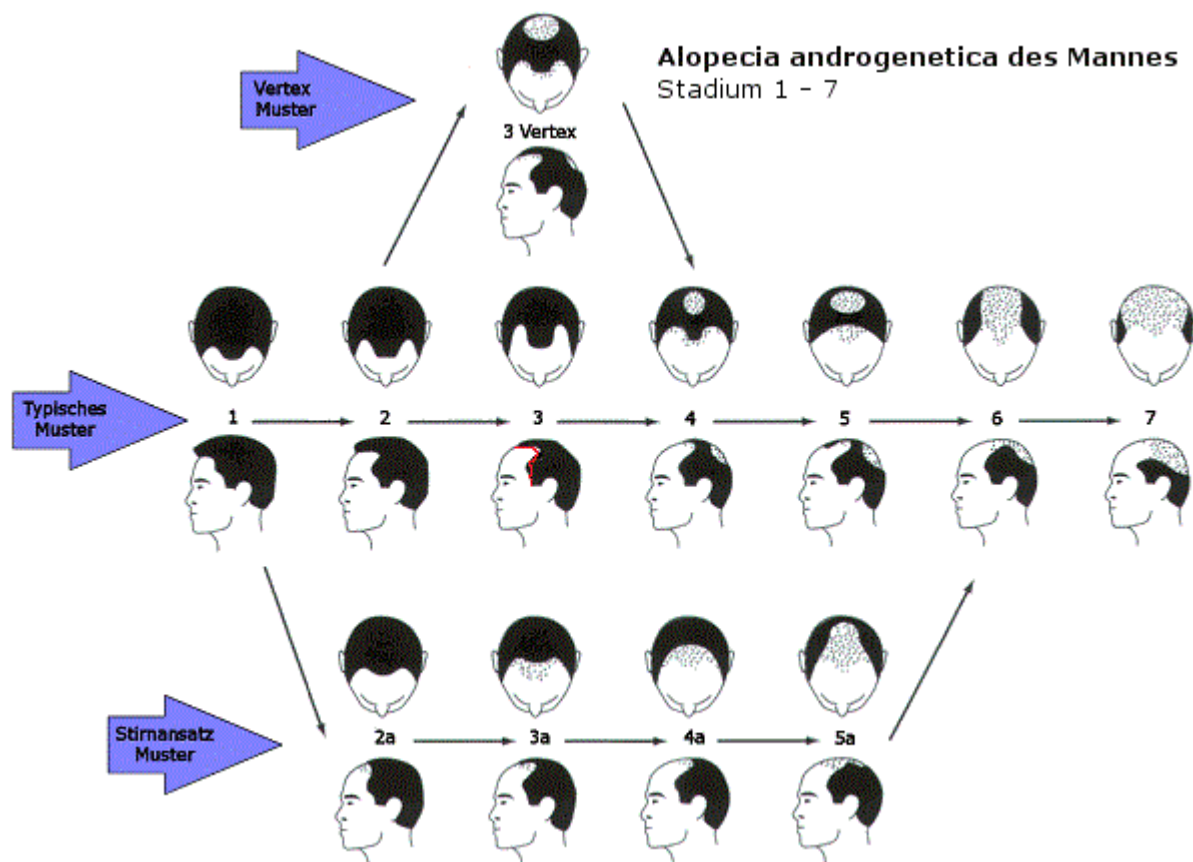 Alopecia androgenetica des Mannes
Stadium 1 - 7
Vertex
Muster
3 Vertex
Typisches
Muster
1
2
3
4
5
6
7
Stirnansatz
Muster
2a
3a
4a
5a